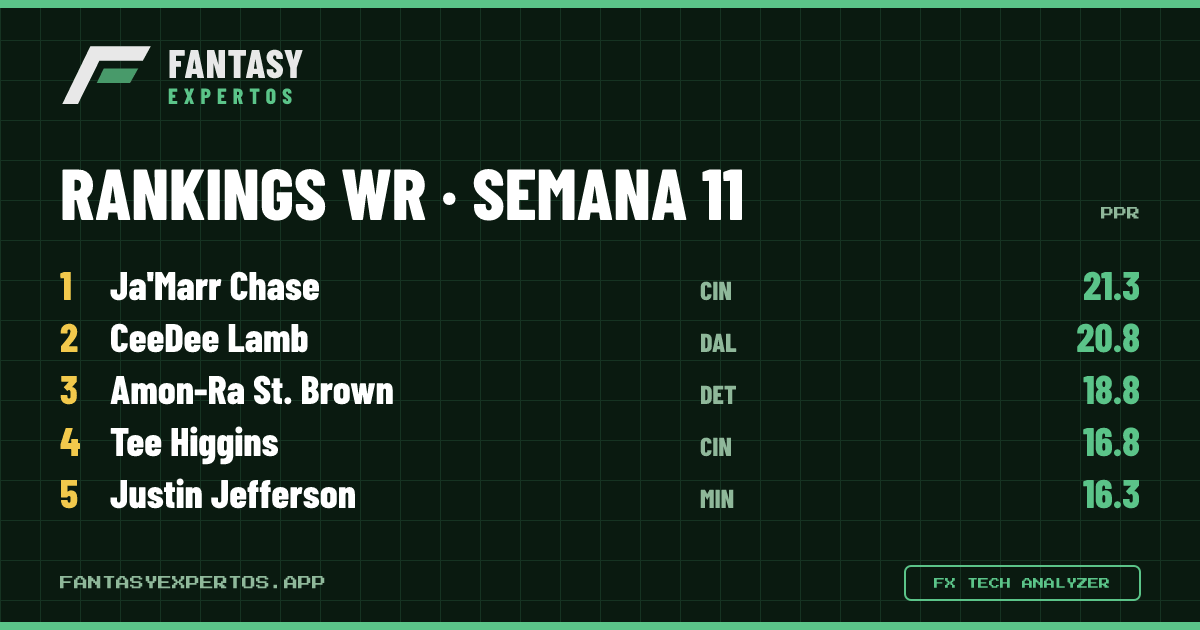 FANTASY
EXPERTOS
RANKINGS WR · SEMANA 11
PPR
1 Ja'Marr Chase CIN 21.3
2 CeeDee Lamb DAL 20.8
3 Amon-Ra St. Brown DET 18.8
4 Tee Higgins CIN 16.8
5 Justin Jefferson MIN 16.3
FANTASYEXPERTOS.APP
FX TECH ANALYZER